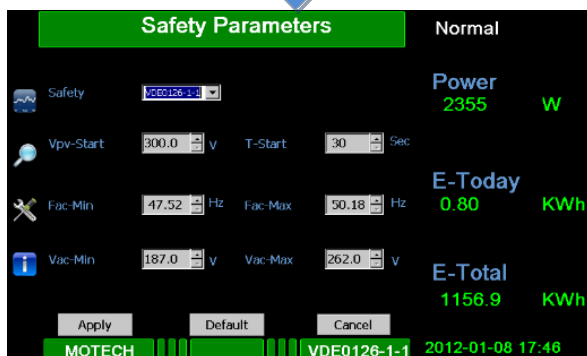 Safety Parameters
Normal
Safety VDE0126-1-1
Power
2355 W
Vpv-Start 300.0 V T-Start 30 Sec
E-Today
0.80 KWh
Fac-Min 47.52 Hz Fac-Max 50.18 Hz
Vac-Min 187.0 V Vac-Max 262.0 V
E-Total
1156.9 KWh
Apply Default Cancel
MOTECH VDE0126-1-1 2012-01-08 17:46